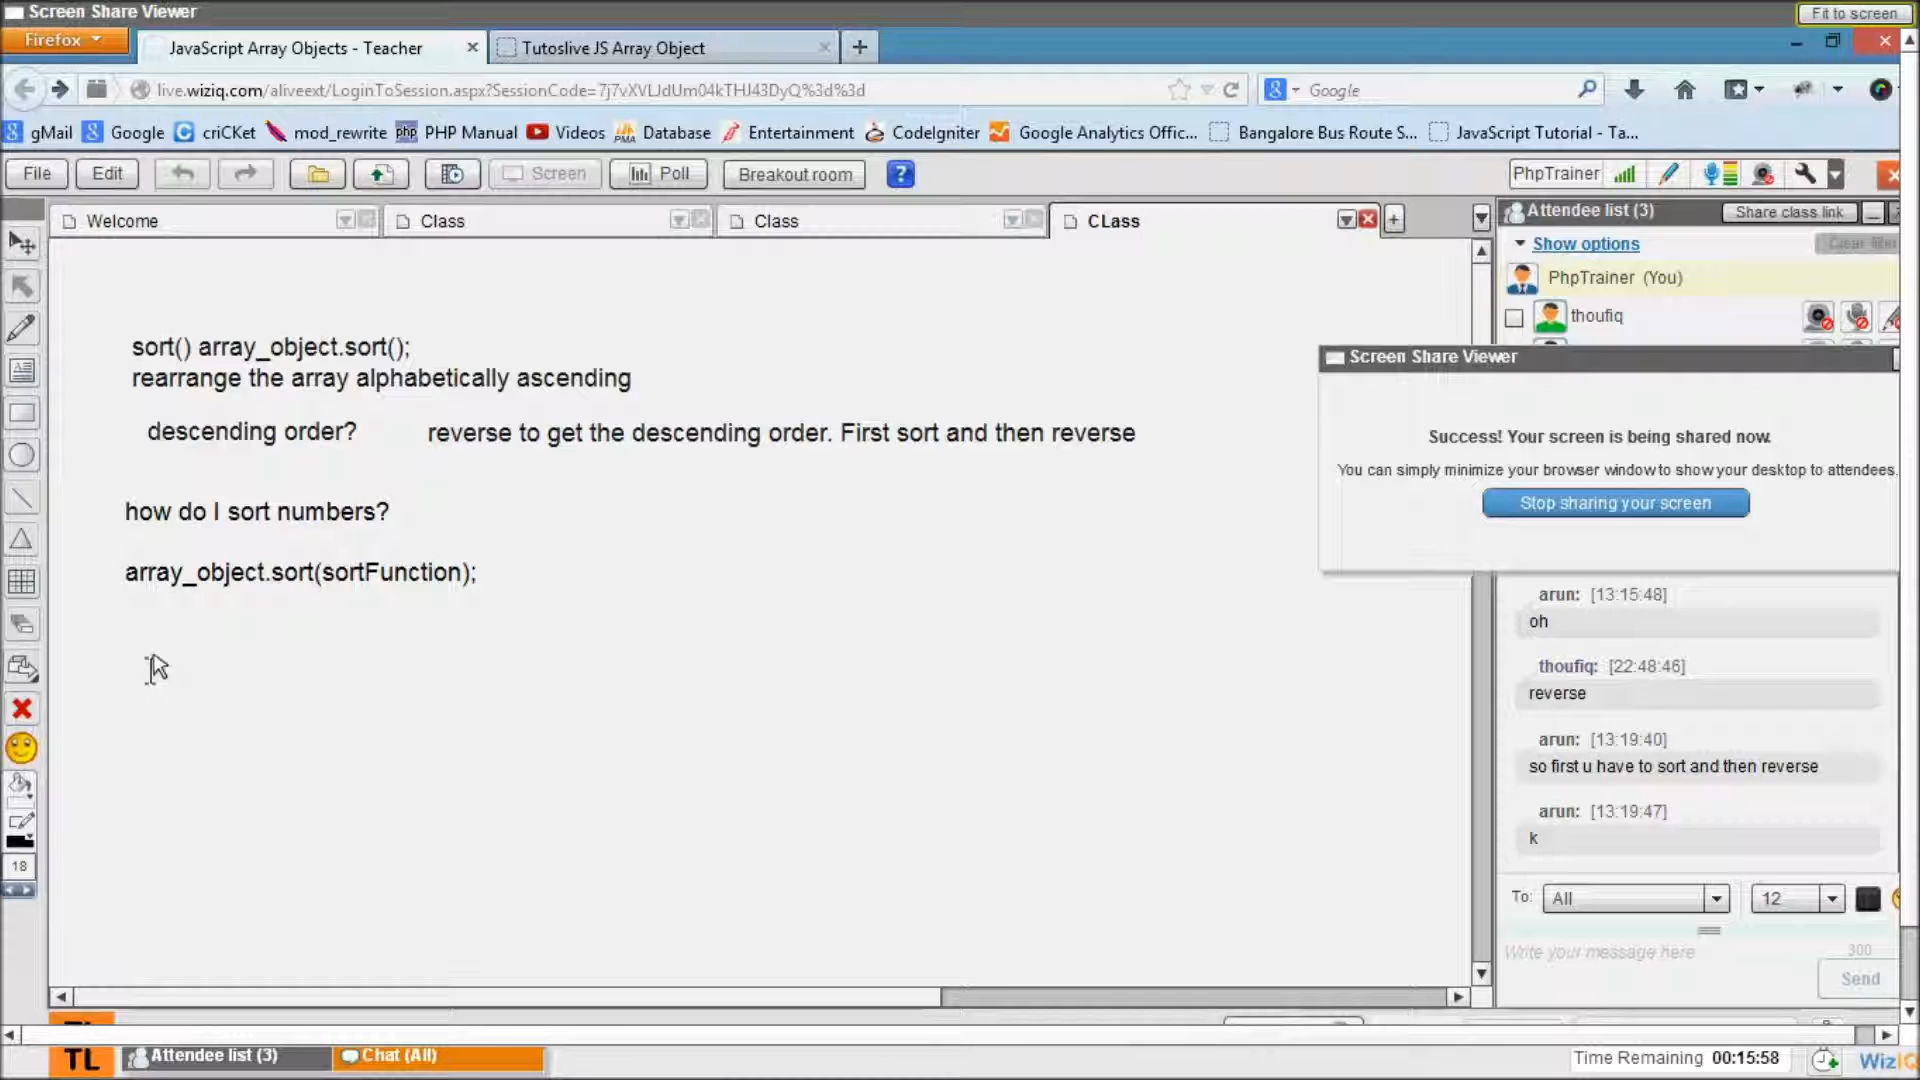 Screen Share Viewer
Fit to screen
Firefox
JavaScript Array Objects - Teacher
Tutoslive JS Array Object
live.wiziq.com/aliveext/LoginToSession.aspx?SessionCode=7j7vXVLJdUm04kTHJ43DyQ%3d%3d
Google
gMail
Google
criCKet
mod_rewrite
php
PHP Manual
Videos
PMA
Database
Entertainment
CodeIgniter
Google Analytics Offic...
Bangalore Bus Route S...
JavaScript Tutorial - Ta...
File
Edit
Screen
Poll
Breakout room
?
PhpTrainer
Welcome
Class
Class
CLass
Attendee list (3)
Share class link
Show options
PhpTrainer (You)
thoufiq
sort() array_object.sort();
rearrange the array alphabetically ascending
descending order?
reverse to get the descending order. First sort and then reverse
how do I sort numbers?
array_object.sort(sortFunction);
Screen Share Viewer
Success! Your screen is being shared now.
You can simply minimize your browser window to show your desktop to attendees.
Stop sharing your screen
arun: [13:15:48]
oh
thoufiq: [22:48:46]
reverse
arun: [13:19:40]
so first u have to sort and then reverse
arun: [13:19:47]
k
18
To:
All
12
Write your message here
300
Send
TL
Attendee list (3)
Chat (All)
Time Remaining 00:15:58
WizIQ